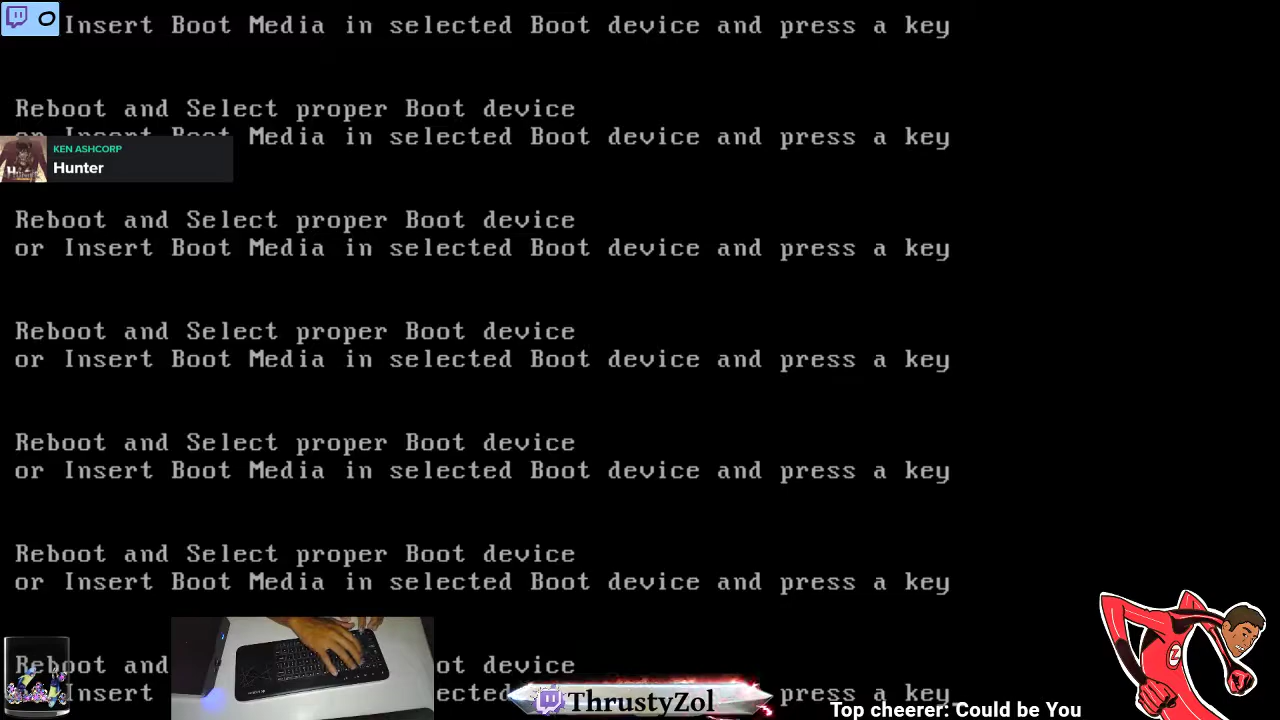 0
Insert Boot Media in selected Boot device and press a key
Reboot and Select proper Boot device
or Insert Boot Media in selected Boot device and press a key
KEN ASHCORP
Hunter
Reboot and Select proper Boot device
or Insert Boot Media in selected Boot device and press a key
Reboot and Select proper Boot device
or Insert Boot Media in selected Boot device and press a key
Reboot and Select proper Boot device
or Insert Boot Media in selected Boot device and press a key
Reboot and Select proper Boot device
or Insert Boot Media in selected Boot device and press a key
Reboot and ot device
Insert ected Boo and press a key
ThrustyZol
Top cheerer: Could be You
Z